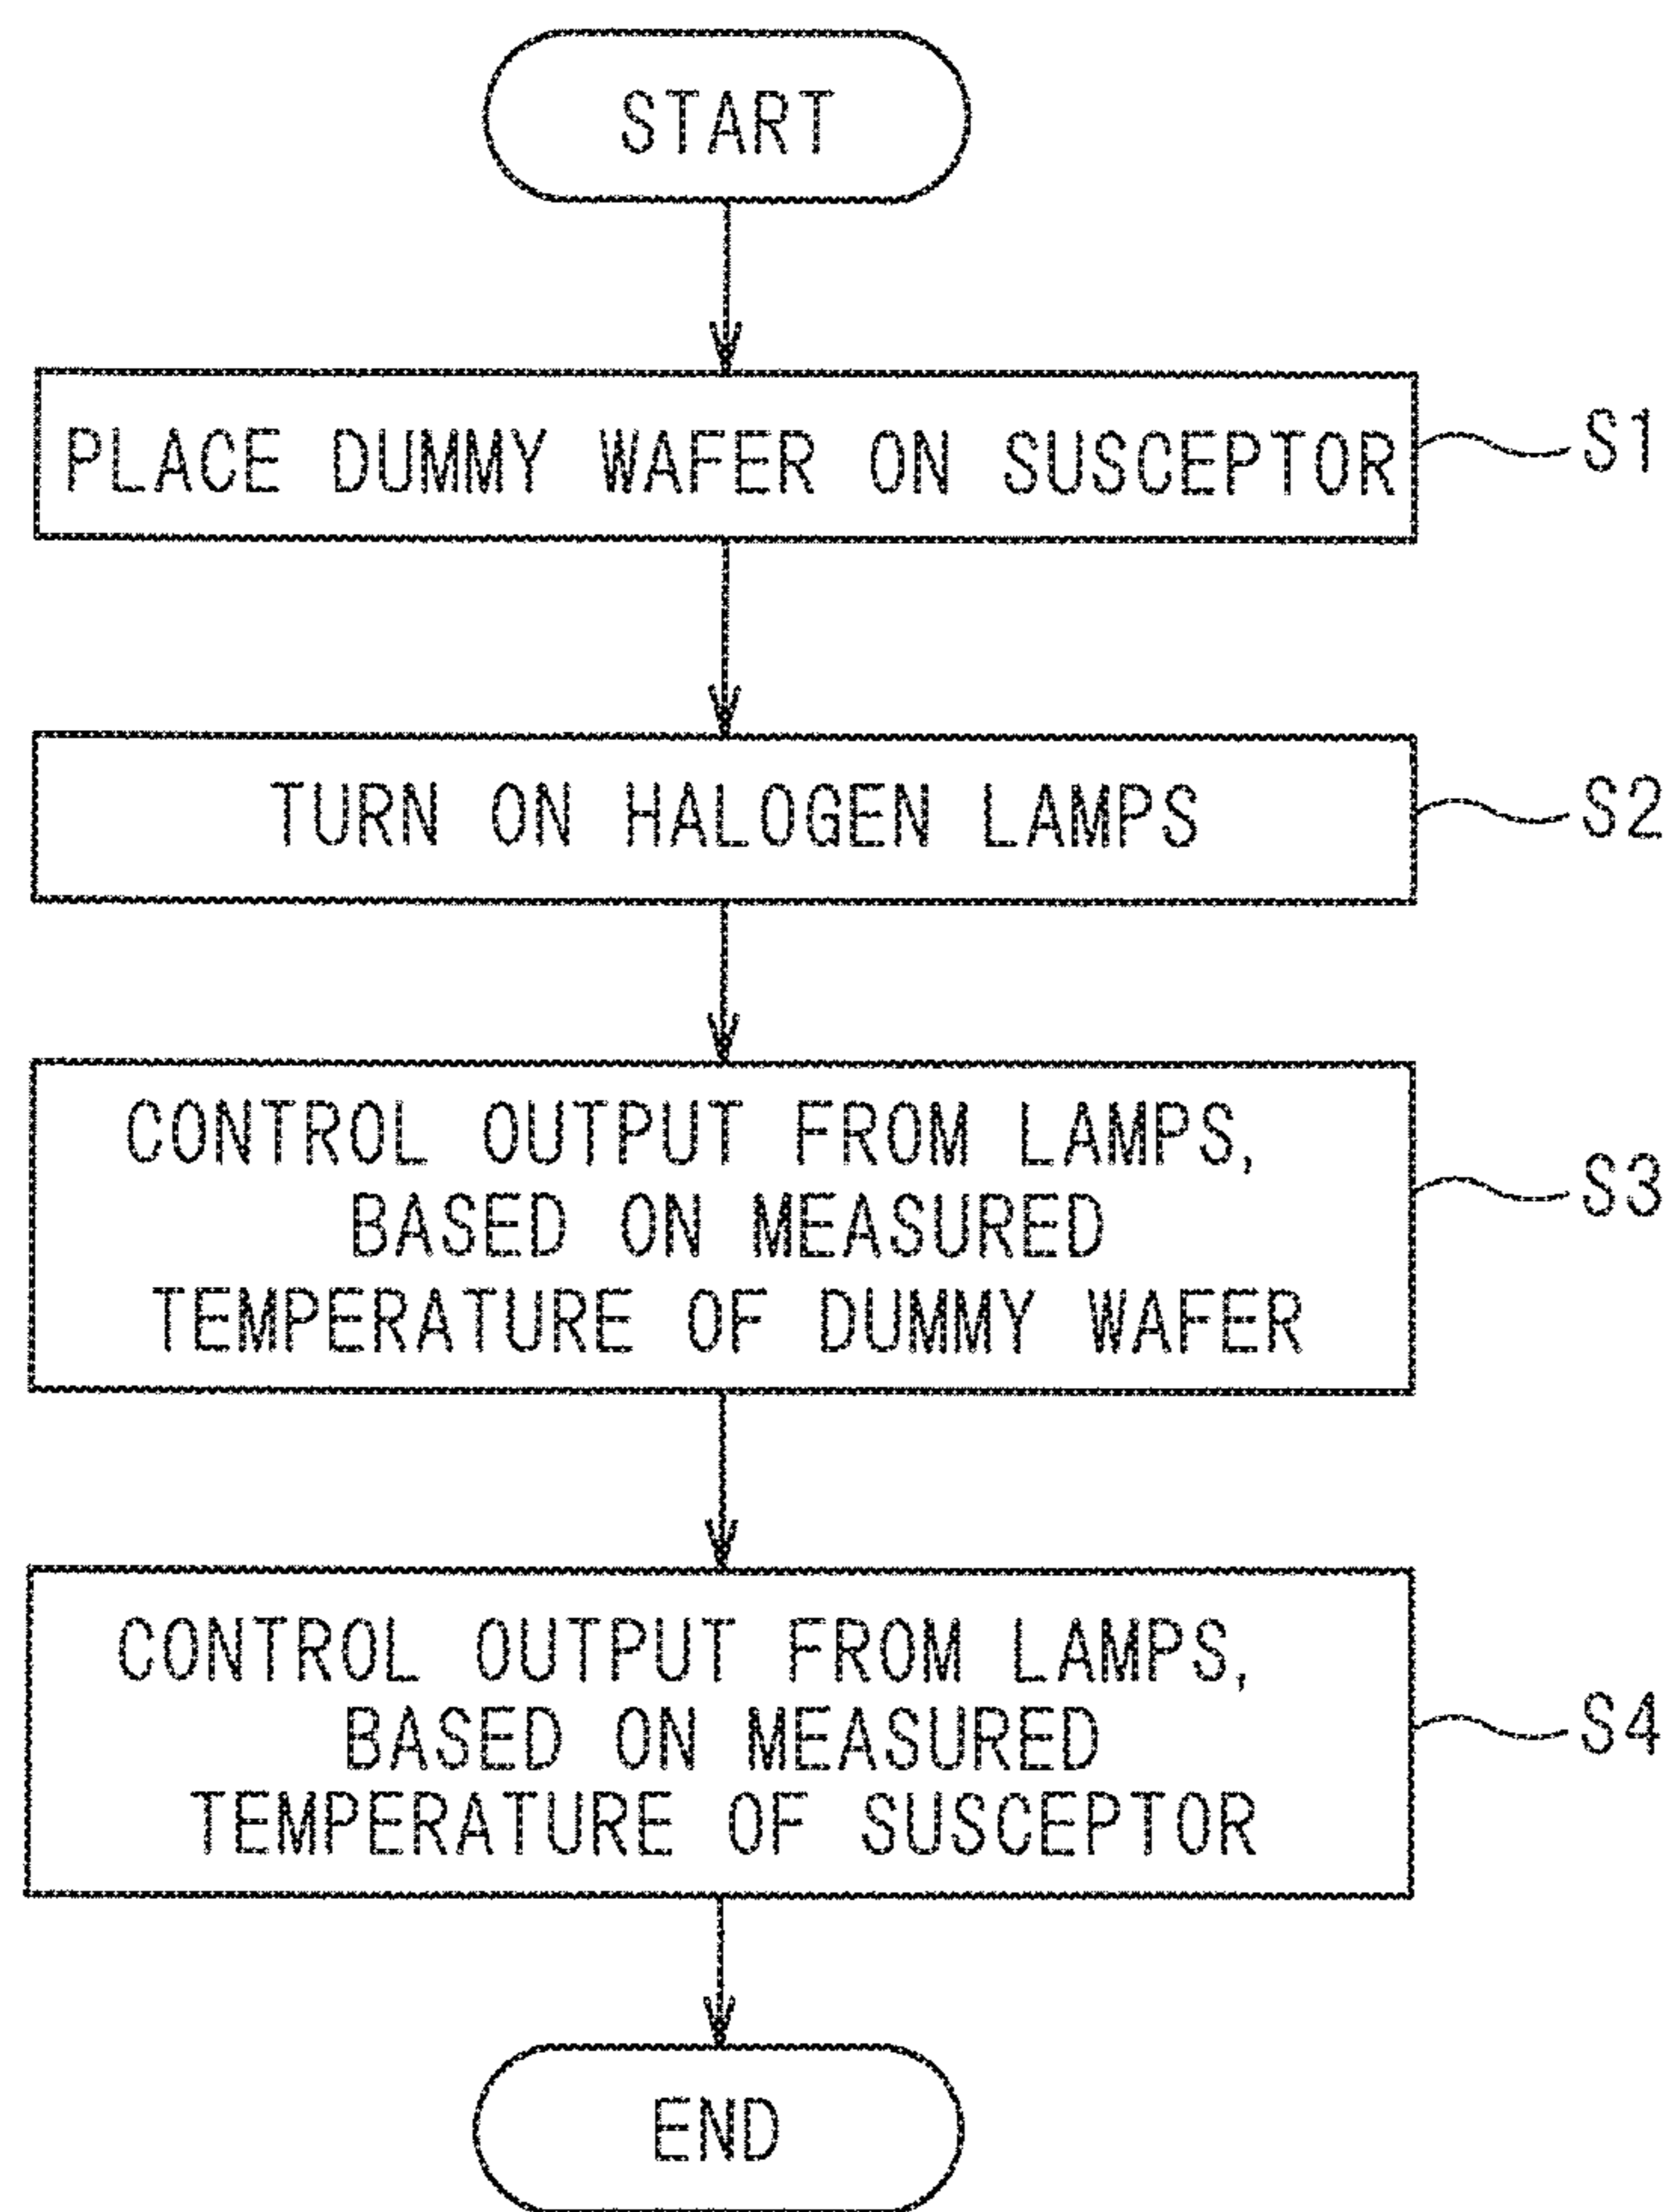 START
PLACE DUMMY WAFER ON SUSCEPTOR
S1
TURN ON HALOGEN LAMPS
S2
CONTROL OUTPUT FROM LAMPS,
BASED ON MEASURED
TEMPERATURE OF DUMMY WAFER
S3
CONTROL OUTPUT FROM LAMPS,
BASED ON MEASURED
TEMPERATURE OF SUSCEPTOR
S4
END